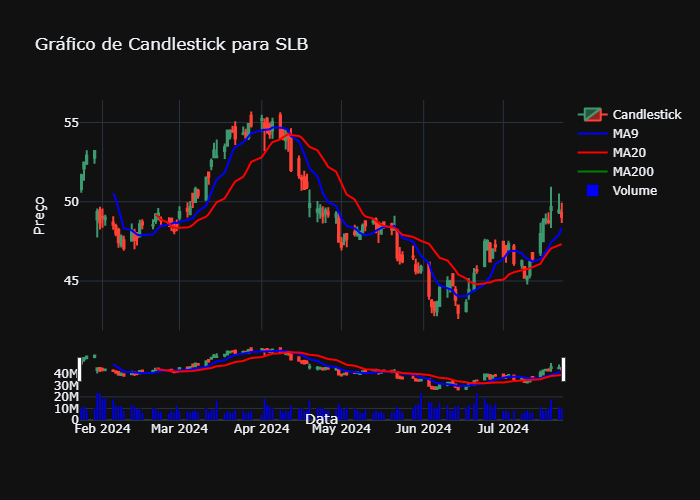 Gráfico de Candlestick para SLB
Candlestick
MA9
MA20
MA200
Volume
Preço
55
50
45
40M
30M
20M
10M
0
Data
Feb 2024
Mar 2024
Apr 2024
May 2024
Jun 2024
Jul 2024